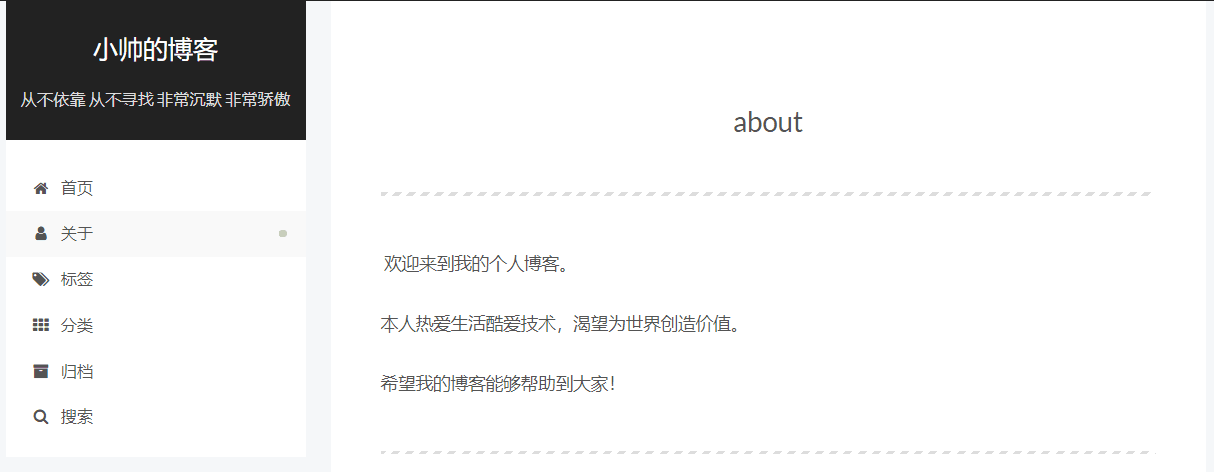 小帅的博客
从不依靠 从不寻找 非常沉默 非常骄傲
首页
关于
标签
分类
归档
搜索
about
欢迎来到我的个人博客。
本人热爱生活酷爱技术，渴望为世界创造价值。
希望我的博客能够帮助到大家！